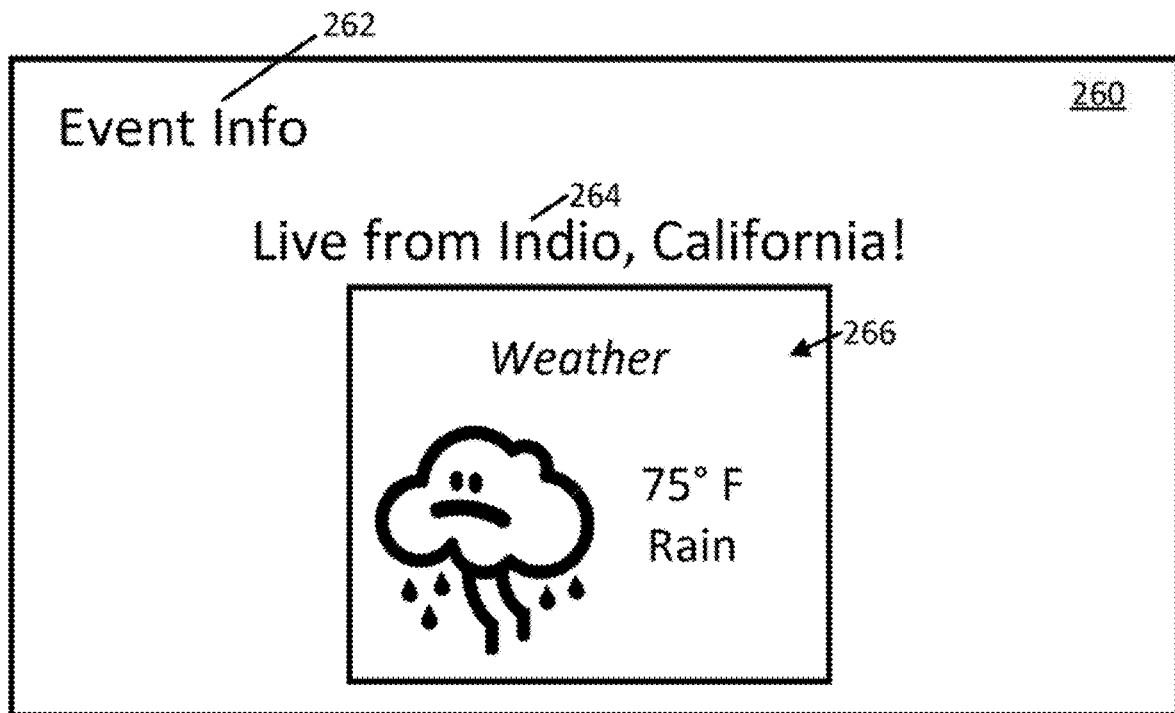 262
260
Event Info
264
Live from Indio, California!
266
Weather
75° F
Rain